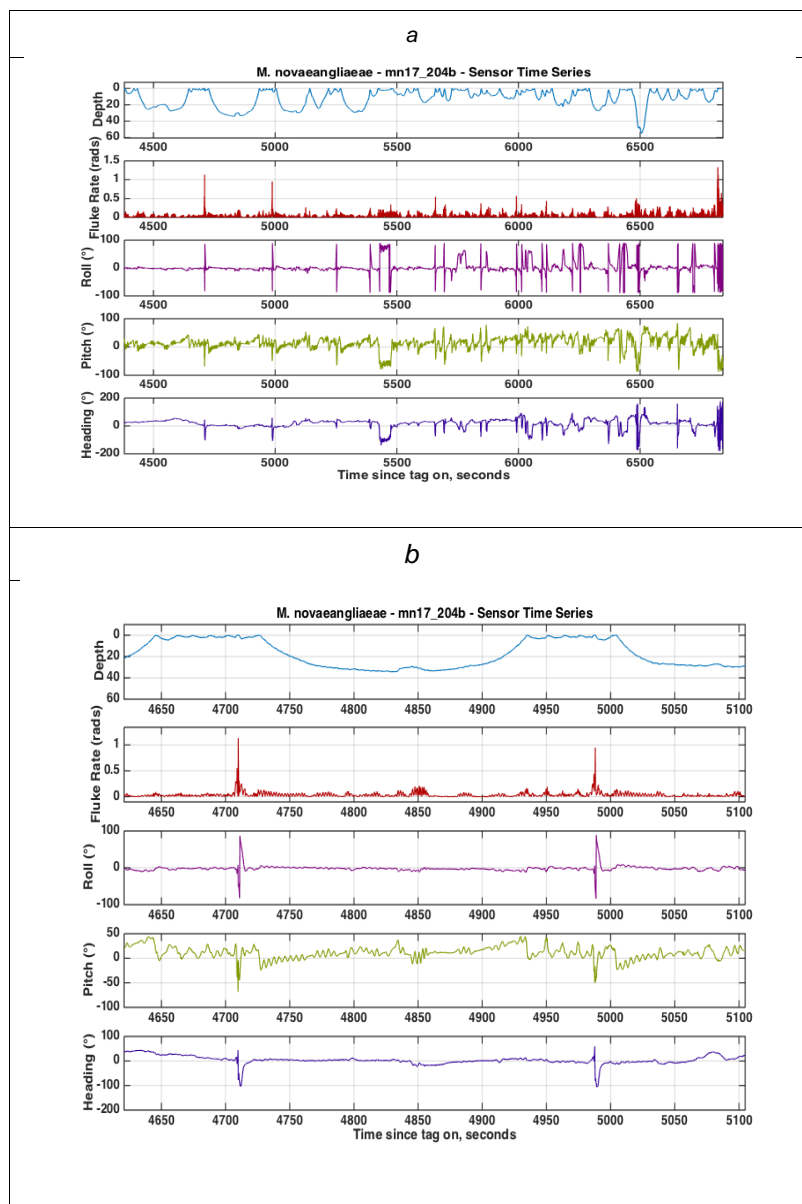 a
M. novaeangliaeae - mn17_204b - Sensor Time Series
Depth
0
20
40
60
4500 5000 5500 6000 6500
Fluke Rate (rads)
1.5
1
0.5
0
4500 5000 5500 6000 6500
Roll (°)
100
0
-100
4500 5000 5500 6000 6500
Pitch (°)
100
0
-100
4500 5000 5500 6000 6500
Heading (°)
200
0
-200
4500 5000 5500 6000 6500
Time since tag on, seconds
b
M. novaeangliaeae - mn17_204b - Sensor Time Series
Depth
0
20
40
60
4650 4700 4750 4800 4850 4900 4950 5000 5050 5100
Fluke Rate (rads)
1
0.5
0
4650 4700 4750 4800 4850 4900 4950 5000 5050 5100
Roll (°)
100
0
-100
4650 4700 4750 4800 4850 4900 4950 5000 5050 5100
Pitch (°)
50
0
-50
-100
4650 4700 4750 4800 4850 4900 4950 5000 5050 5100
Heading (°)
100
0
-100
-200
4650 4700 4750 4800 4850 4900 4950 5000 5050 5100
Time since tag on, seconds